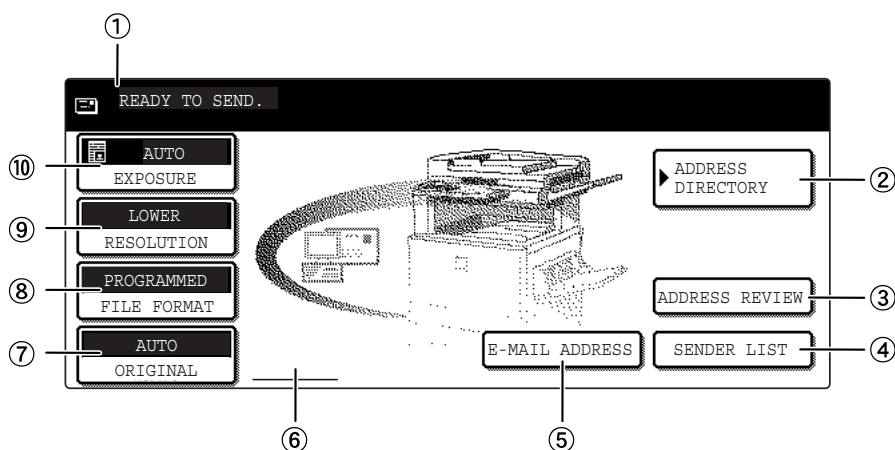 ①
READY TO SEND.
⑩
AUTO
EXPOSURE
ADDRESS
DIRECTORY
②
⑨
LOWER
RESOLUTION
⑧
PROGRAMMED
FILE FORMAT
ADDRESS REVIEW
③
⑦
AUTO
ORIGINAL
E-MAIL ADDRESS
SENDER LIST
④
⑥
⑤